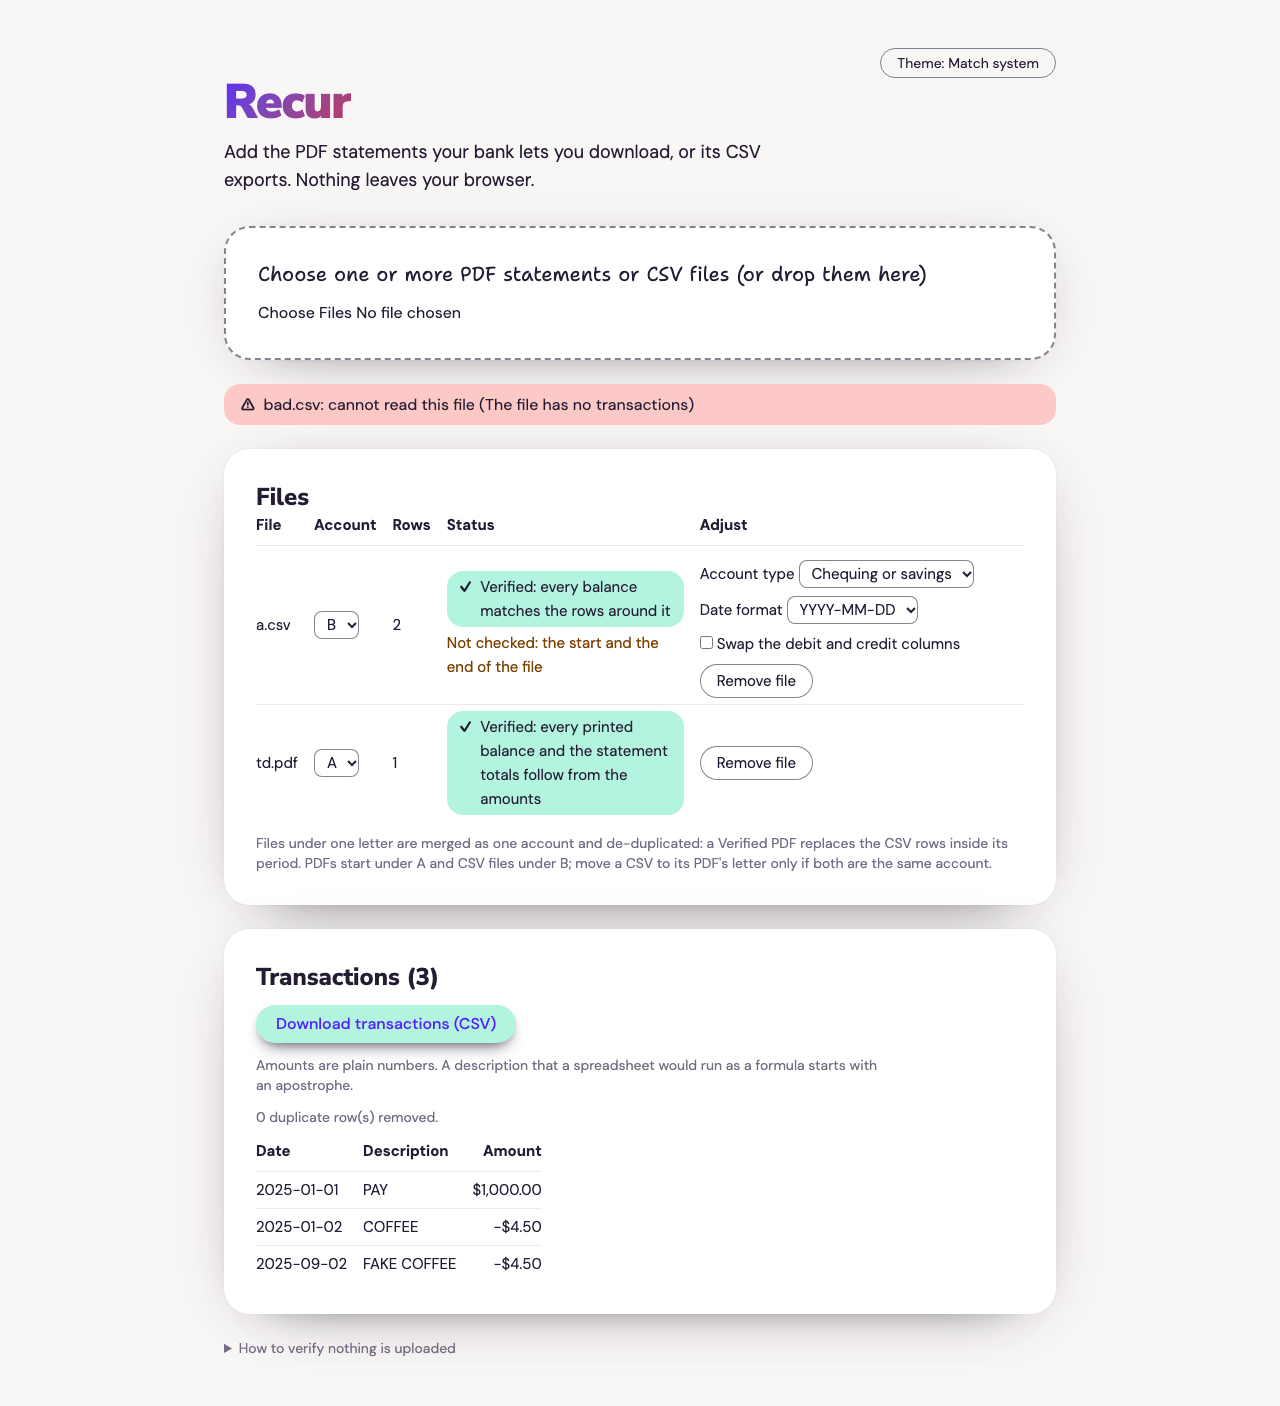 Theme: Match system
Recur
Add the PDF statements your bank lets you download, or its CSV
exports. Nothing leaves your browser.
Choose one or more PDF statements or CSV files (or drop them here)
Choose Files No file chosen
bad.csv: cannot read this file (The file has no transactions)
Files
File Account Rows Status Adjust
a.csv B 2
Verified: every balance
matches the rows around it
Not checked: the start and the
end of the file
Account type Chequing or savings
Date format YYYY-MM-DD
Swap the debit and credit columns
Remove file
td.pdf A 1
Verified: every printed
balance and the statement
totals follow from the
amounts
Remove file
Files under one letter are merged as one account and de-duplicated: a Verified PDF replaces the CSV rows inside its
period. PDFs start under A and CSV files under B; move a CSV to its PDF's letter only if both are the same account.
Transactions (3)
Download transactions (CSV)
Amounts are plain numbers. A description that a spreadsheet would run as a formula starts with
an apostrophe.
0 duplicate row(s) removed.
Date Description Amount
2025-01-01 PAY $1,000.00
2025-01-02 COFFEE -$4.50
2025-09-02 FAKE COFFEE -$4.50
How to verify nothing is uploaded